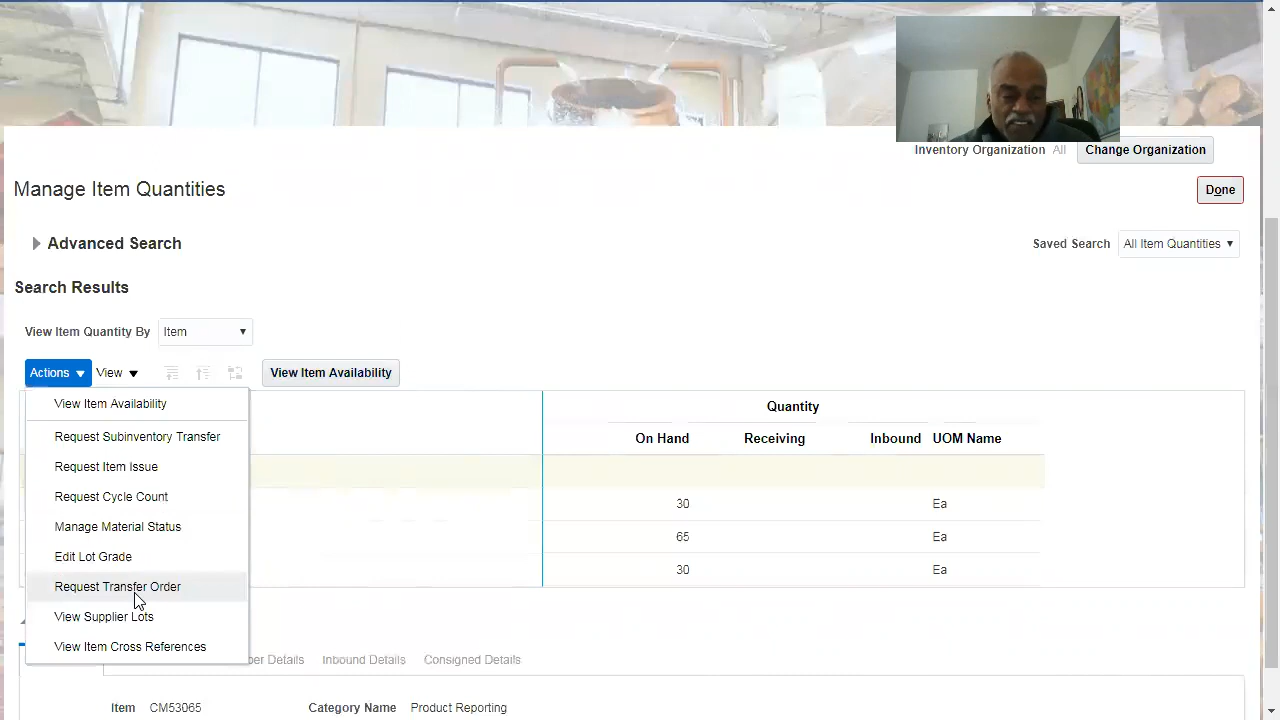 Inventory Organization All Change Organization
Manage Item Quantities
Done
Advanced Search
Saved Search All Item Quantities
Search Results
View Item Quantity By Item
Actions View View Item Availability
View Item Availability
Request Subinventory Transfer
Request Item Issue
Request Cycle Count
Manage Material Status
Edit Lot Grade
Request Transfer Order
View Supplier Lots
View Item Cross References
Quantity
On Hand Receiving Inbound UOM Name
30 Ea
65 Ea
30 Ea
Details Inbound Details Consigned Details
Item CM53065 Category Name Product Reporting